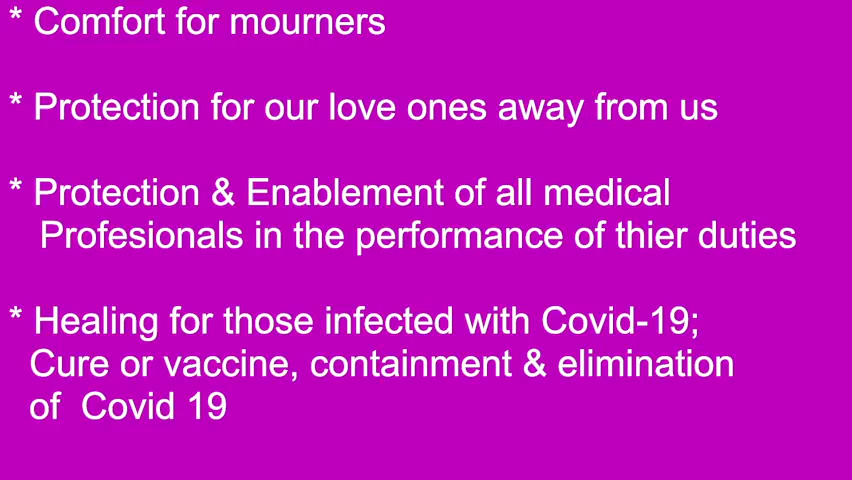 * Comfort for mourners
* Protection for our love ones away from us
* Protection & Enablement of all medical
Profesionals in the performance of thier duties
* Healing for those infected with Covid-19;
Cure or vaccine, containment & elimination
of Covid 19